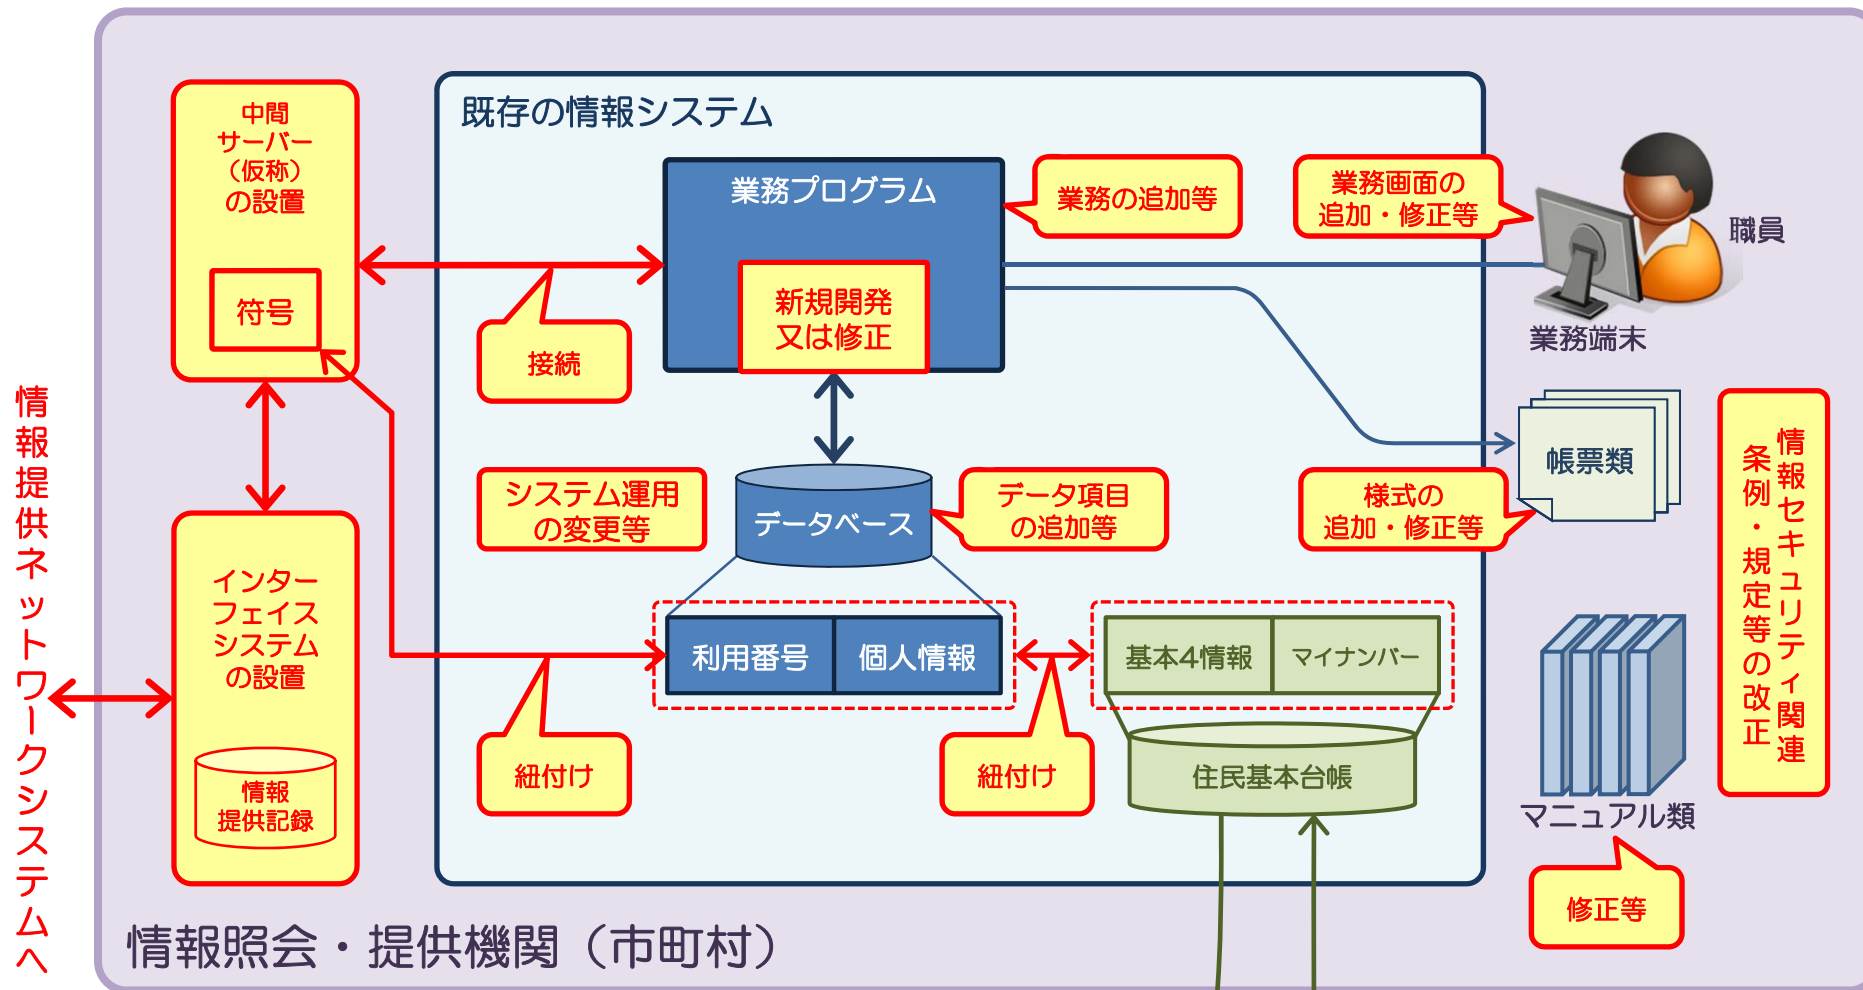 情報提供ネットワークシステムへ
中間
サーバー
（仮称）
の設置
符号
インター
フェイス
システム
の設置
情報
提供記録
既存の情報システム
業務プログラム
新規開発
又は修正
業務の追加等
業務画面の
追加・修正等
職員
業務端末
接続
帳票類
システム運用
の変更等
データベース
データ項目
の追加等
様式の
追加・修正等
情報セキュリティ関連
条例・規定等の改正
利用番号
個人情報
基本4情報
マイナンバー
紐付け
紐付け
住民基本台帳
マニュアル類
修正等
情報照会・提供機関（市町村）